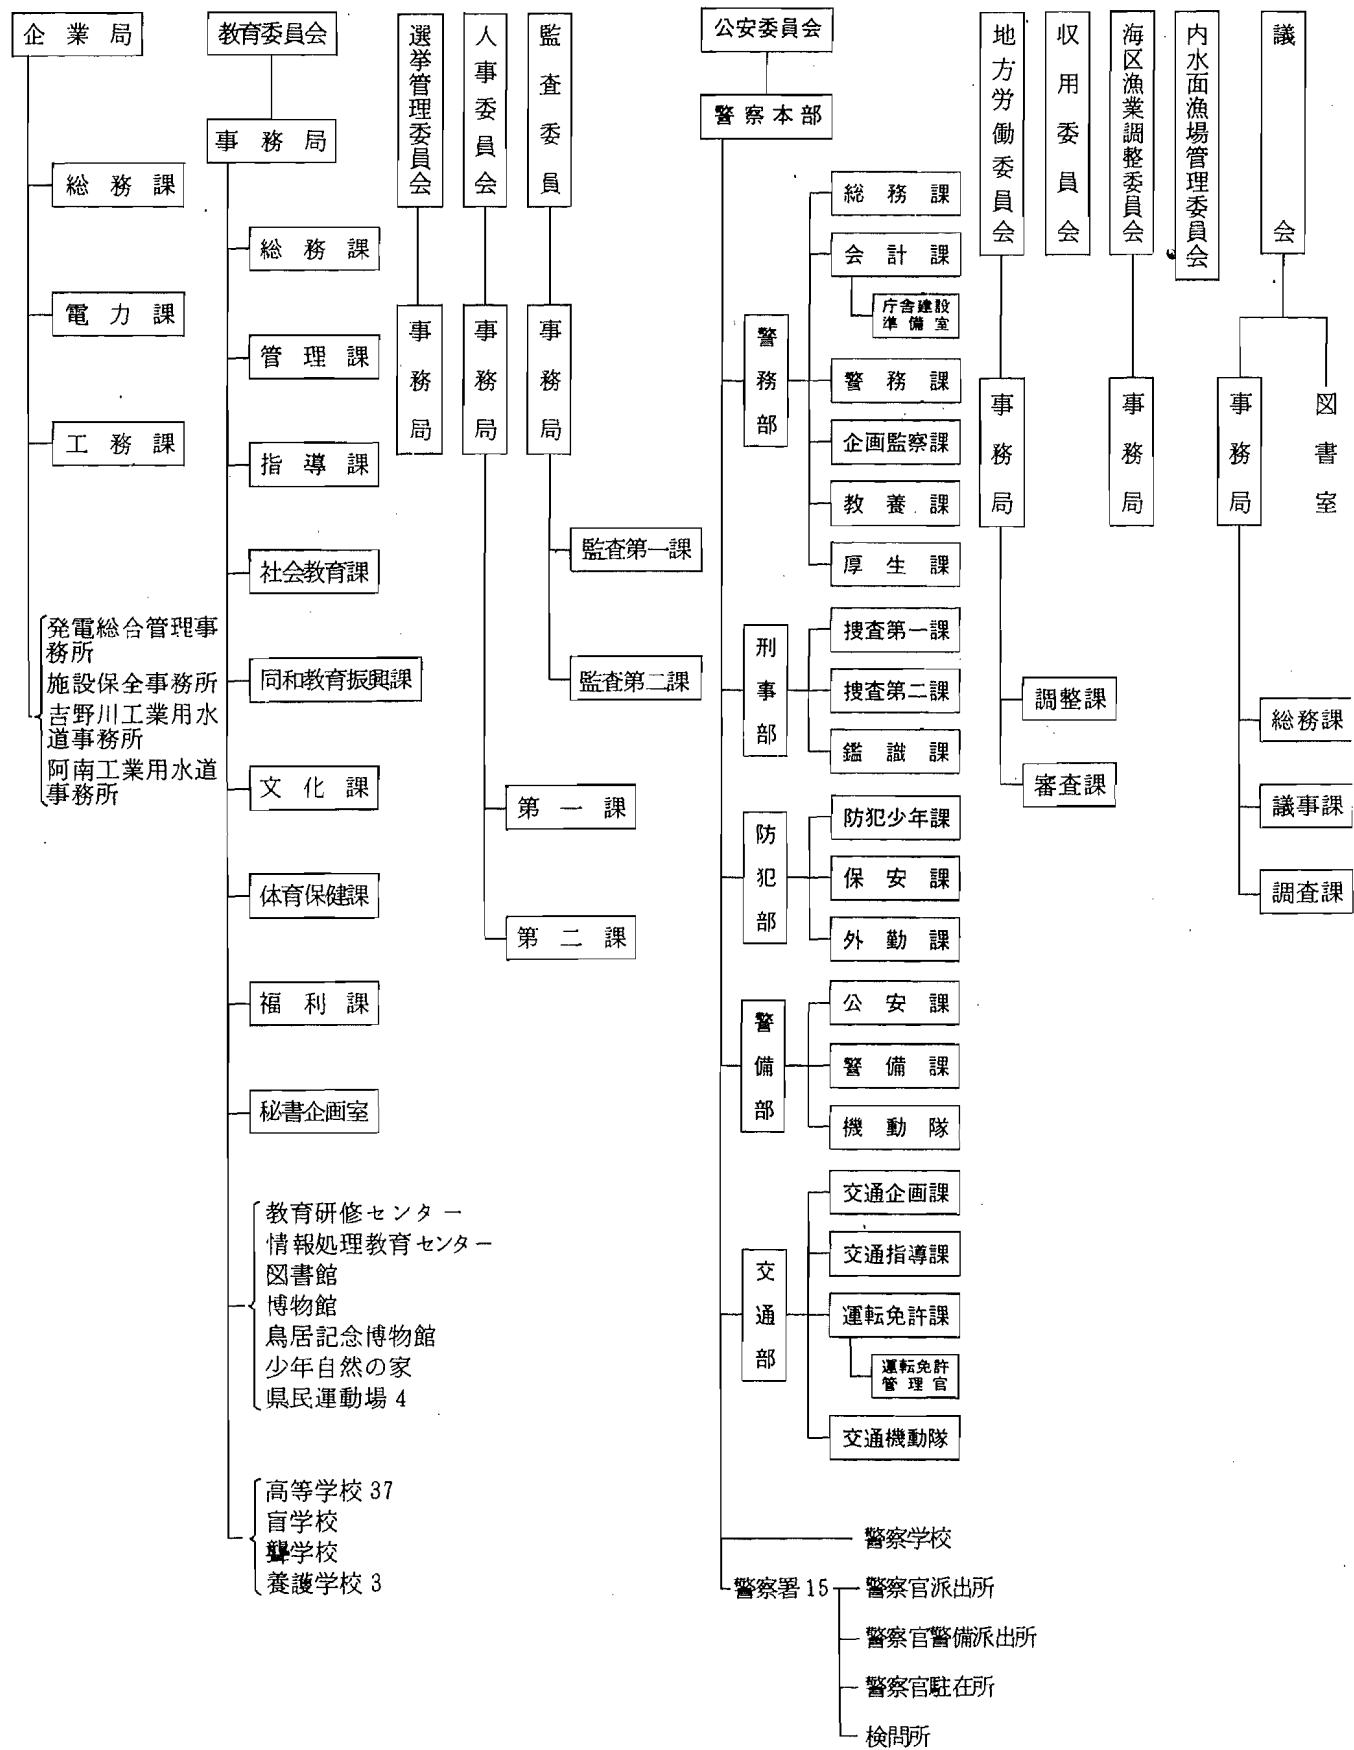 企業局
総務課
電力課
工務課
発電総合管理事
務所
施設保全事務所
吉野川工業用水
道事務所
阿南工業用水道
事務所
教育委員会
事務局
総務課
管理課
指導課
社会教育課
同和教育振興課
文化課
体育保健課
福利課
秘書企画室
教育研修センター
情報処理教育センター
図書館
博物館
鳥居記念博物館
少年自然の家
県民運動場4
高等学校37
盲学校
聾学校
養護学校3
選挙管理委員会
事務局
人事委員会
事務局
第一課
第二課
監査委員
事務局
監査第一課
監査第二課
公安委員会
警察本部
警務部
総務課
会計課
庁舎建設
準備室
警務課
企画監察課
教養課
厚生課
刑事部
捜査第一課
捜査第二課
鑑識課
防犯部
防犯少年課
保安課
外勤課
警備部
公安課
警備課
機動隊
交通部
交通企画課
交通指導課
運転免許課
運転免許
管理官
交通機動隊
警察学校
警察署15
警察官派出所
警察官警備派出所
警察官駐在所
検問所
地方労働委員会
事務局
調整課
審査課
収用委員会
海区漁業調整委員会
事務局
内水面漁場管理委員会
議会
事務局
図書室
総務課
議事課
調査課